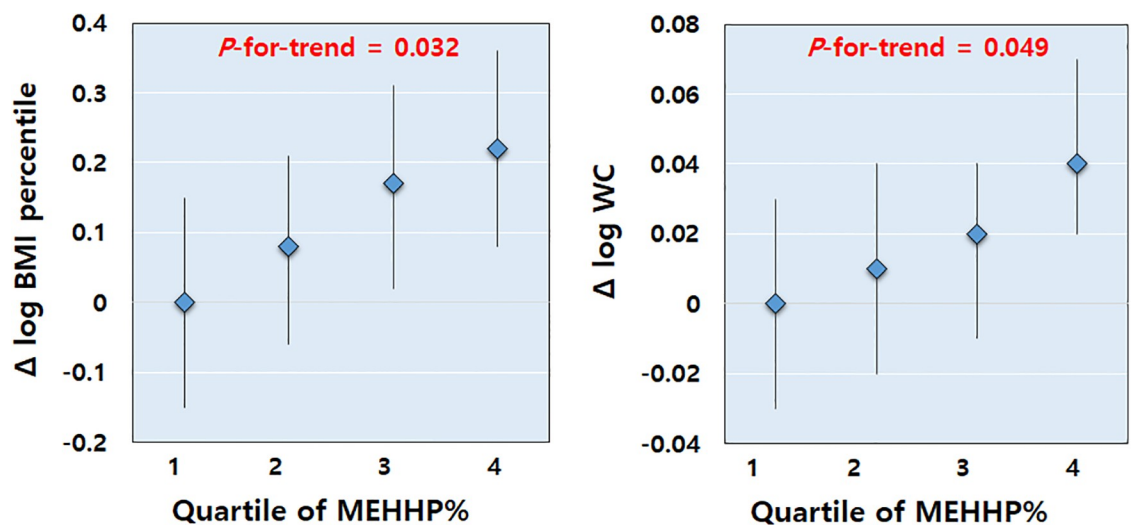 P-for-trend = 0.032
Δ log BMI percentile
0.4
0.3
0.2
0.1
0
-0.1
-0.2
1 2 3 4
Quartile of MEHHP%
P-for-trend = 0.049
Δ log WC
0.08
0.06
0.04
0.02
0
-0.02
-0.04
1 2 3 4
Quartile of MEHHP%